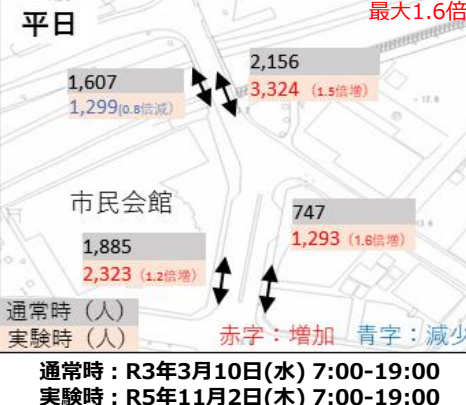 最大1.6倍
平日
2,156
3,324（1.5倍増）
1,607
1,299(0.8倍減)
市民会館
747
1,293（1.6倍増）
1,885
2,323（1.2倍増）
通常時（人）
実験時（人）
赤字：増加　青字：減少
通常時：R3年3月10日(水) 7:00-19:00
実験時：R5年11月2日(木) 7:00-19:00